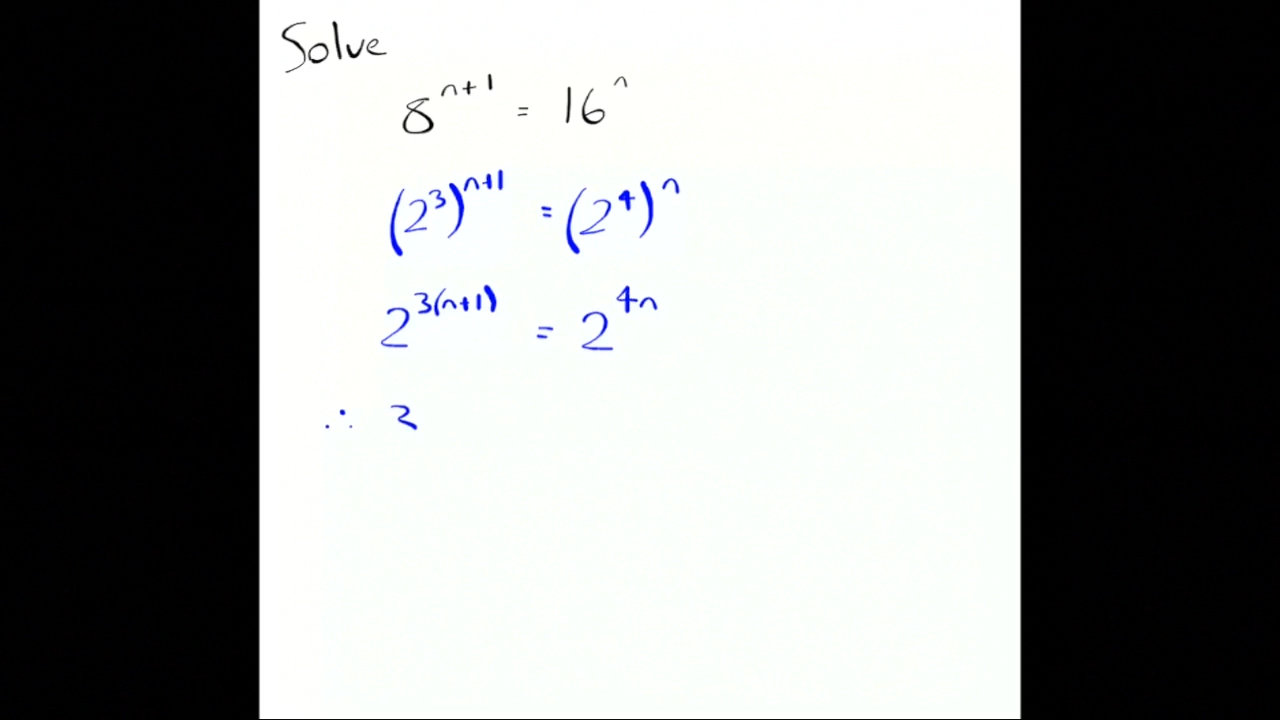 Solve
8^{n+1} = 16^n
(2^3)^{n+1} = (2^4)^n
2^{3(n+1)} = 2^{4n}
∴ 3